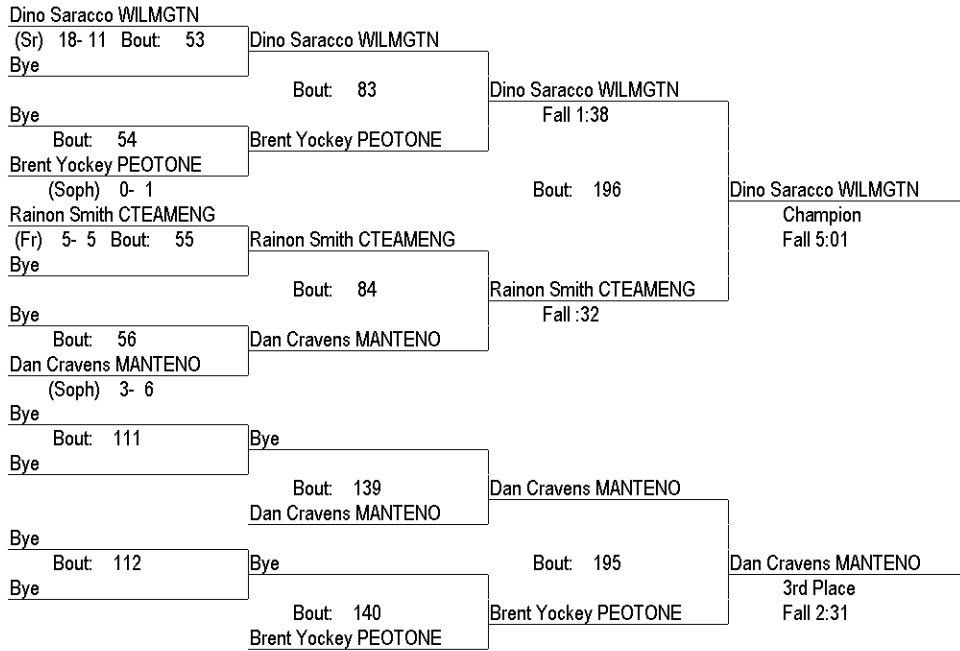 Dino Saracco WILMGTN
(Sr) 18- 11 Bout: 53 Dino Saracco WILMGTN
Bye
Bout: 83 Dino Saracco WILMGTN
Bye Fall 1:38
Bout: 54 Brent Yockey PEOTONE
Brent Yockey PEOTONE
(Soph) 0- 1 Bout: 196 Dino Saracco WILMGTN
Rainon Smith CTEAMENG Champion
(Fr) 5- 5 Bout: 55 Rainon Smith CTEAMENG Fall 5:01
Bye
Bout: 84 Rainon Smith CTEAMENG
Bye Fall :32
Bout: 56 Dan Cravens MANTENO
Dan Cravens MANTENO
(Soph) 3- 6
Bye
Bout: 111 Bye
Bye
Bout: 139 Dan Cravens MANTENO
Dan Cravens MANTENO
Bye
Bout: 112 Bye Bout: 195 Dan Cravens MANTENO
Bye 3rd Place
Bout: 140 Brent Yockey PEOTONE Fall 2:31
Brent Yockey PEOTONE